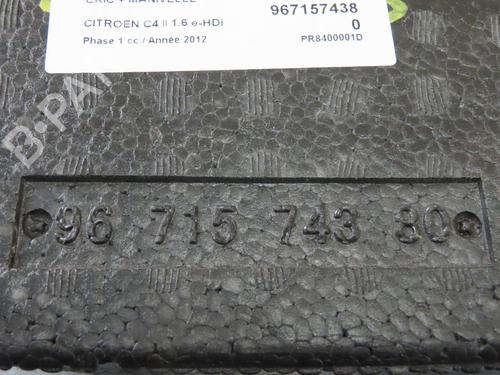 CRIC + MANIVELLE
967157438
0
CITROEN C4 II 1.6 e-HDi
Phase 1 cc / Année 2012
PR8400001D
B-PARTS
96 715 743 80